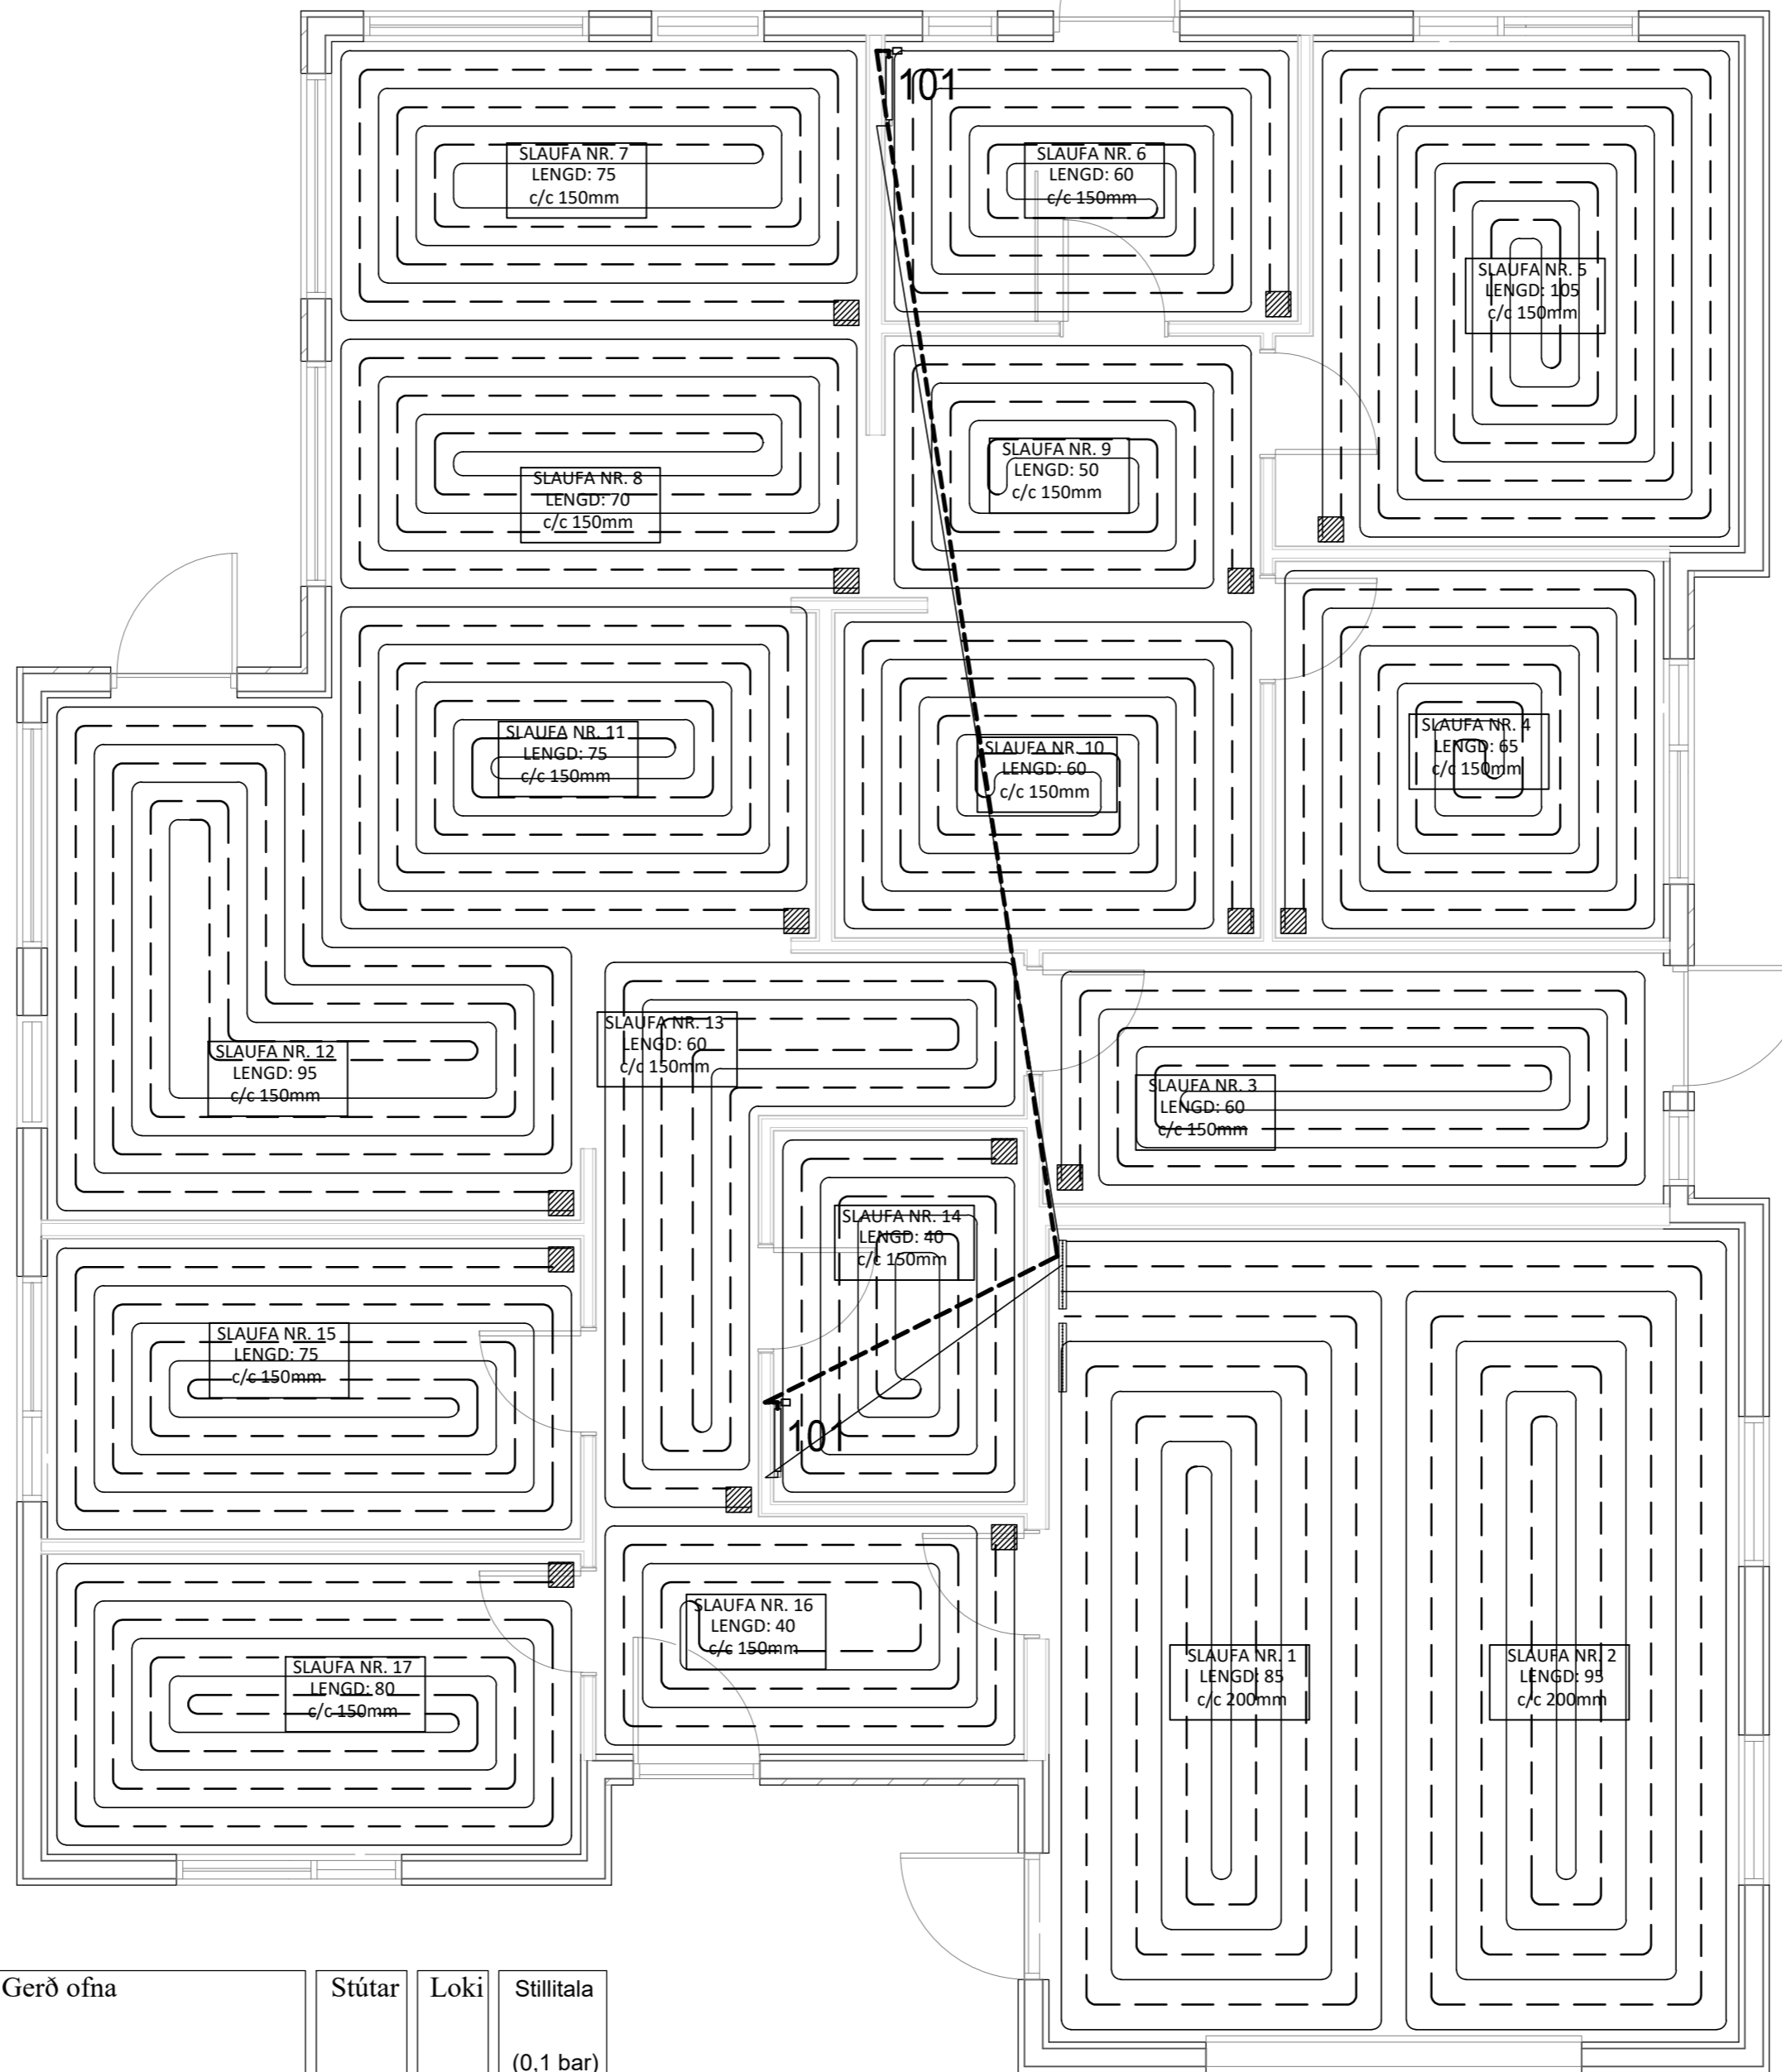 101
SLAUFA NR. 7
LENGD: 75
c/c 150mm
SLAUFA NR. 6
LENGD: 60
c/c 150mm
SLAUFA NR. 5
LENGD: 105
c/c 150mm
SLAUFA NR. 8
LENGD: 70
c/c 150mm
SLAUFA NR. 9
LENGD: 50
c/c 150mm
SLAUFA NR. 11
LENGD: 75
c/c 150mm
SLAUFA NR. 10
LENGD: 60
c/c 150mm
SLAUFA NR. 4
LENGD: 65
c/c 150mm
SLAUFA NR. 12
LENGD: 95
c/c 150mm
SLAUFA NR. 13
LENGD: 60
c/c 150mm
SLAUFA NR. 3
LENGD: 60
c/c 150mm
SLAUFA NR. 14
LENGD: 40
c/c 150mm
SLAUFA NR. 15
LENGD: 75
c/c 150mm
101
SLAUFA NR. 16
LENGD: 40
c/c 150mm
SLAUFA NR. 17
LENGD: 80
c/c 150mm
SLAUFA NR. 1
LENGD: 85
c/c 200mm
SLAUFA NR. 2
LENGD: 95
c/c 200mm
Gerð ofna
Stútar
Loki
Stillitala
(0,1 bar)